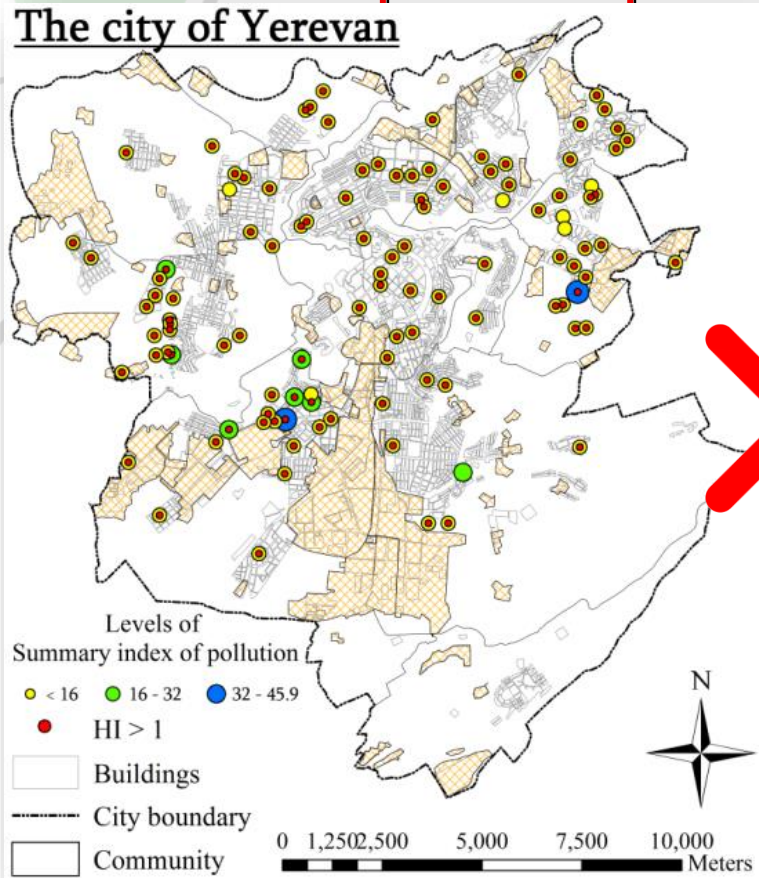 The city of Yerevan
Levels of
Summary index of pollution
< 16 16 - 32 32 - 45.9
HI > 1
Buildings
City boundary
Community
N
0 1,250 2,500 5,000 7,500 10,000
Meters